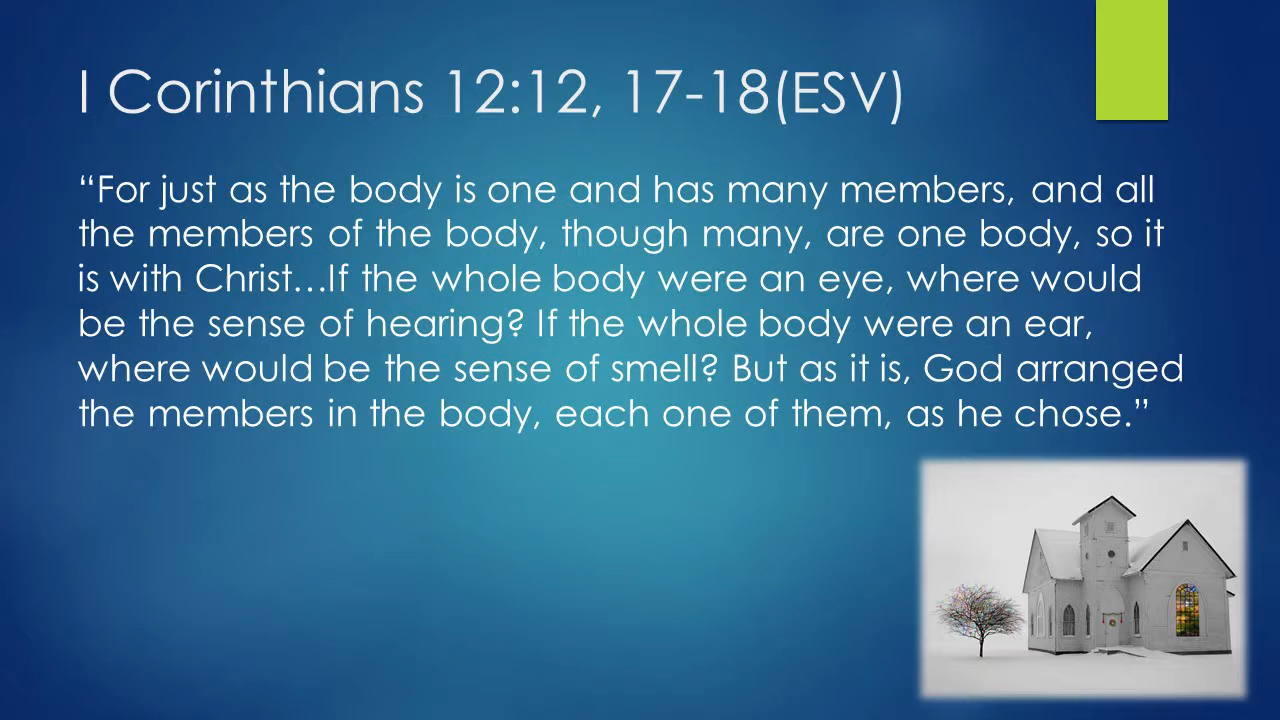 I Corinthians 12:12, 17-18(ESV)
“For just as the body is one and has many members, and all
the members of the body, though many, are one body, so it
is with Christ…If the whole body were an eye, where would
be the sense of hearing? If the whole body were an ear,
where would be the sense of smell? But as it is, God arranged
the members in the body, each one of them, as he chose.”